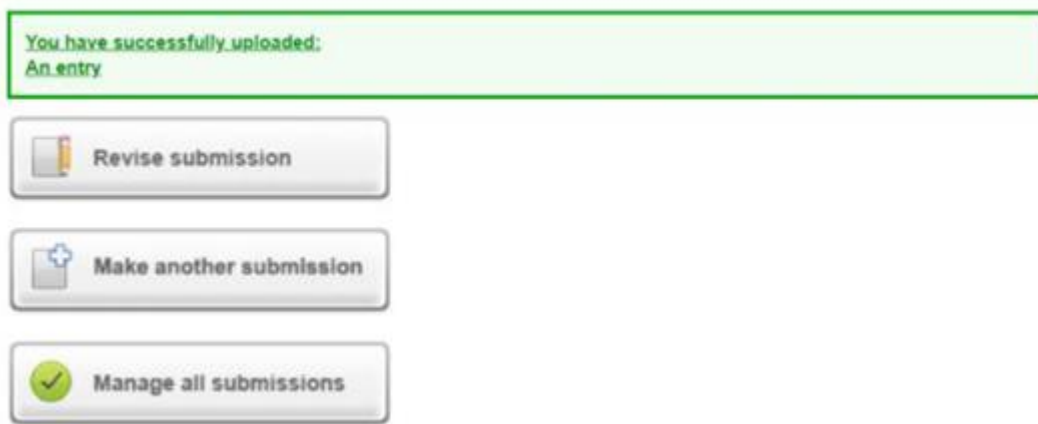 You have successfully uploaded:
An entry
Revise submission
Make another submission
Manage all submissions